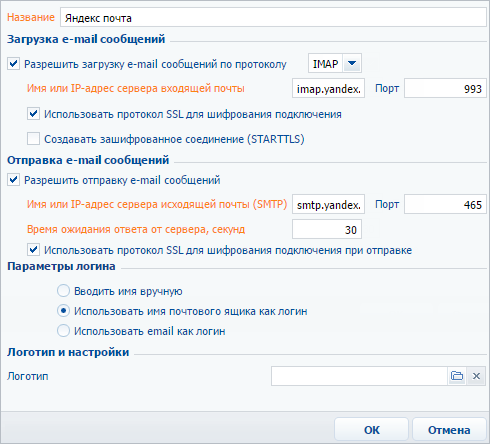 Название Яндекс почта
Загрузка e-mail сообщений
Разрешить загрузку e-mail сообщений по протоколу IMAP
Имя или IP-адрес сервера входящей почты imap.yandex. Порт 993
Использовать протокол SSL для шифрования подключения
Создавать зашифрованное соединение (STARTTLS)
Отправка e-mail сообщений
Разрешить отправку e-mail сообщений
Имя или IP-адрес сервера исходящей почты (SMTP) smtp.yandex. Порт 465
Время ожидания ответа от сервера, секунд 30
Использовать протокол SSL для шифрования подключения при отправке
Параметры логина
Вводить имя вручную
Использовать имя почтового ящика как логин
Использовать email как логин
Логотип и настройки
Логотип
ОК Отмена